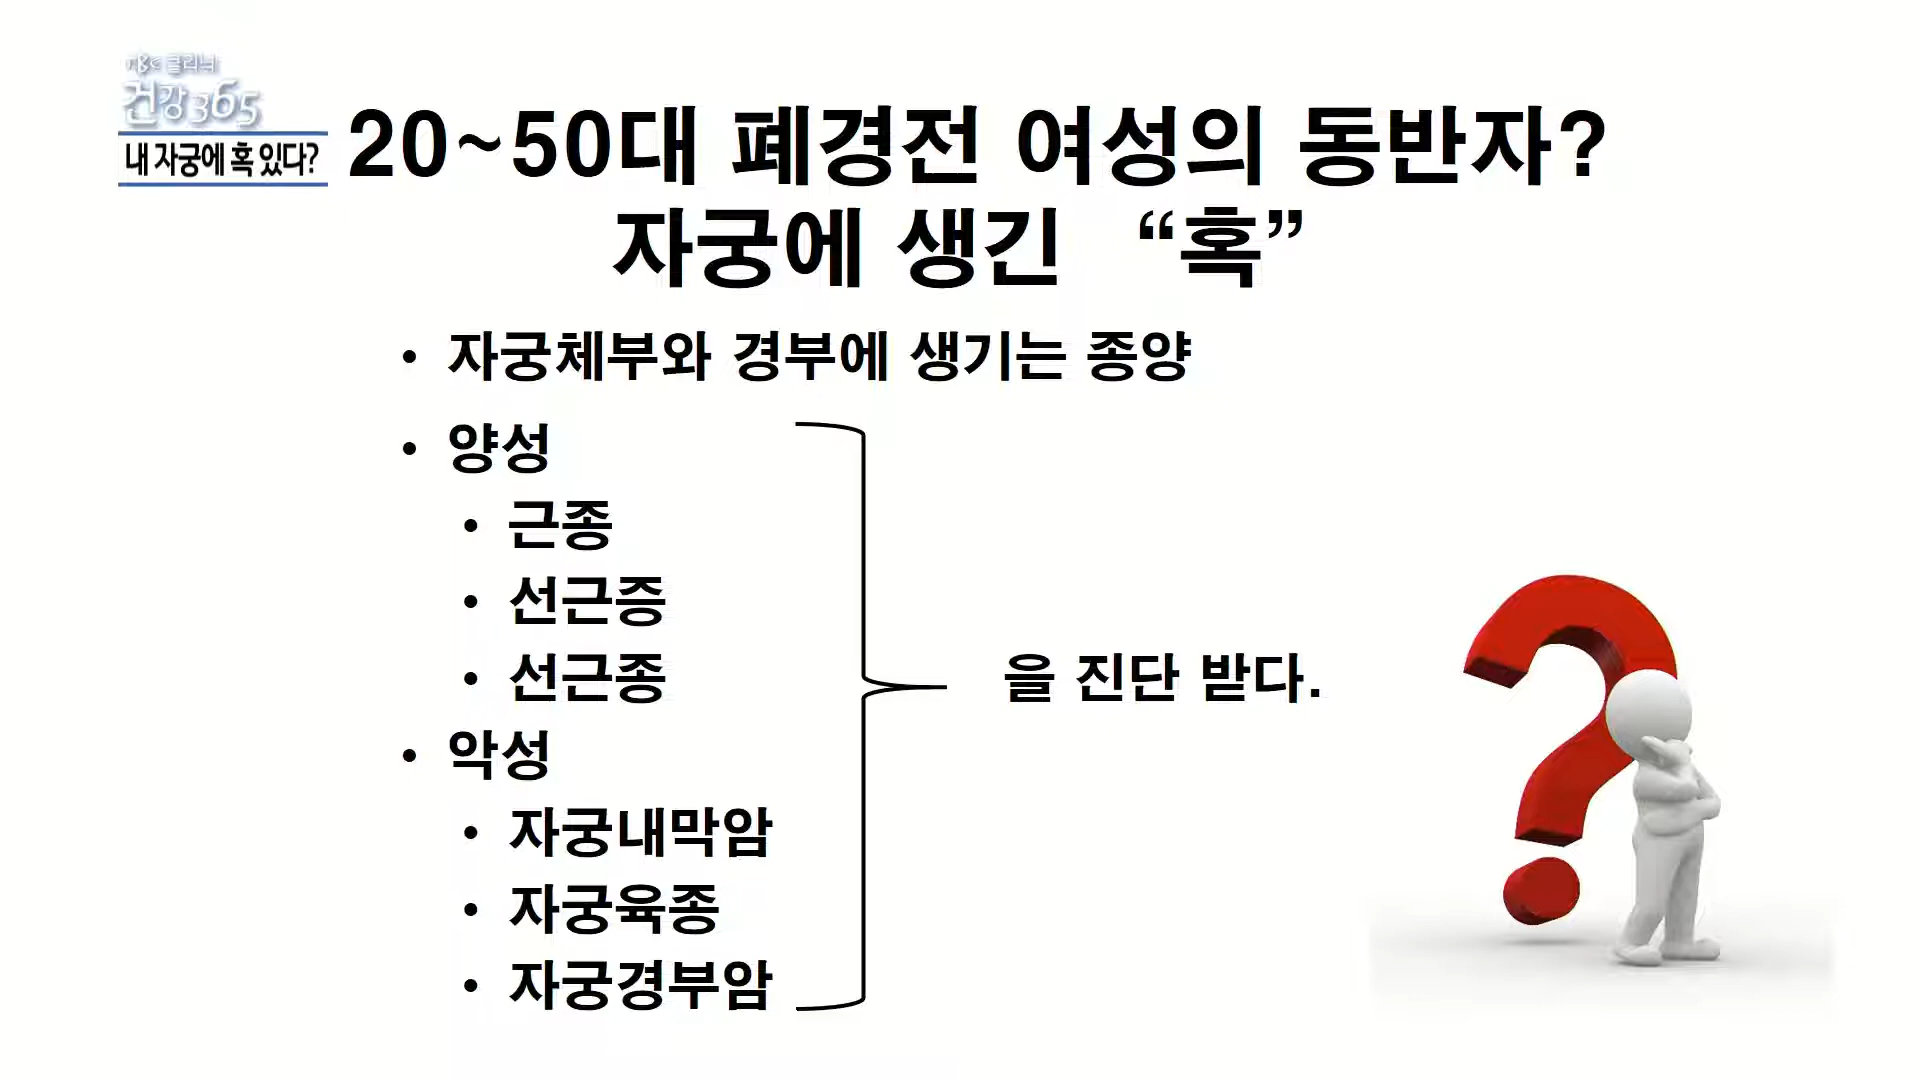 클리닉
건강365
내 자궁에 혹 있다?
20~50대 폐경전 여성의 동반자?
자궁에 생긴 “혹”
• 자궁체부와 경부에 생기는 종양
• 양성
• 근종
• 선근증
• 선근종
을 진단 받다.
• 악성
• 자궁내막암
• 자궁육종
• 자궁경부암